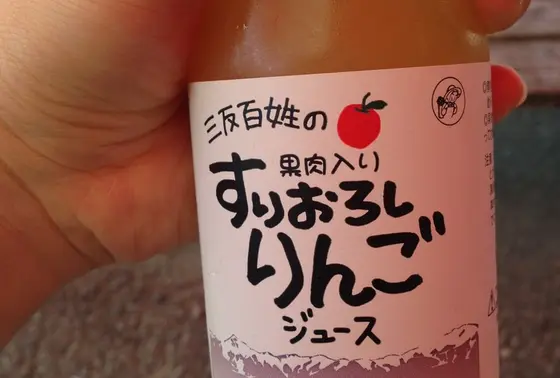 三反百姓の
果肉入り
すりおろし
りんご
ジュース